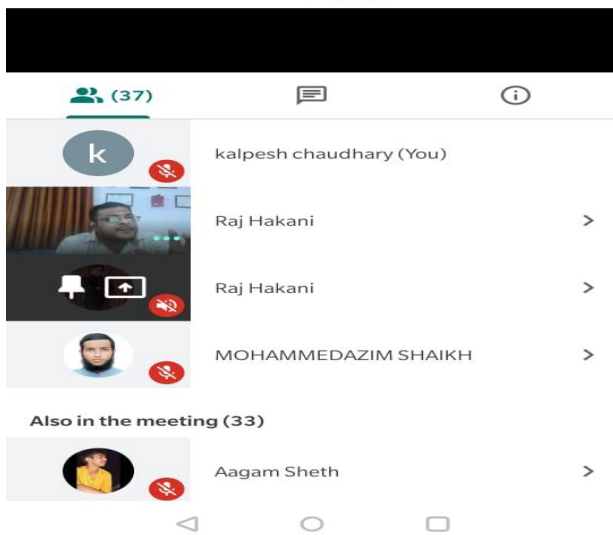 (37)
k
kalpesh chaudhary (You)
Raj Hakani
Raj Hakani
MOHAMMEDAZIM SHAIKH
Also in the meeting (33)
Aagam Sheth